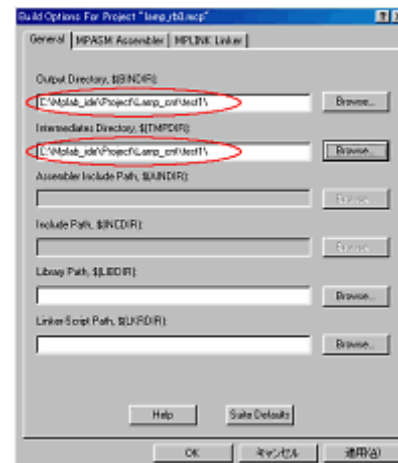 Build Options For Project "lamp_rb0.mcp"
General MPASM Assembler MPLINK Linker
Output Directory, $(BINDIR):
C:\Mplab_ide\Project\Lamp_cnt\test1\ Browse...
Intermediates Directory, $(TMPDIR):
C:\Mplab_ide\Project\Lamp_cnt\test1\ Browse...
Assembler Include Path, $(AINDIR):
Browse...
Include Path, $(INCDIR):
Browse...
Library Path, $(LIBDIR):
Browse...
Linker-Script Path, $(LKRDIR):
Browse...
Help Suite Defaults
OK キャンセル 適用(A)